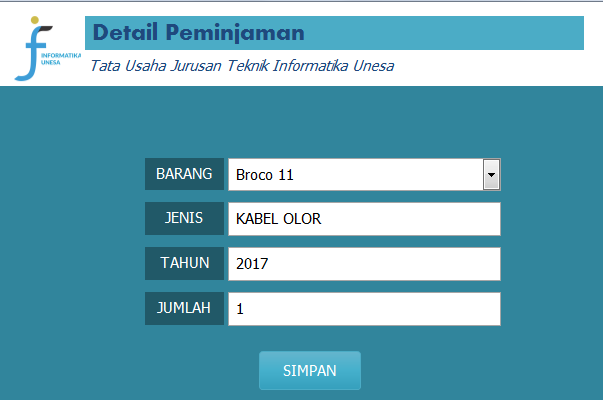 Detail Peminjaman
INFORMATIKA
UNESA
Tata Usaha Jurusan Teknik Informatika Unesa
BARANG Broco 11
JENIS KABEL OLOR
TAHUN 2017
JUMLAH 1
SIMPAN